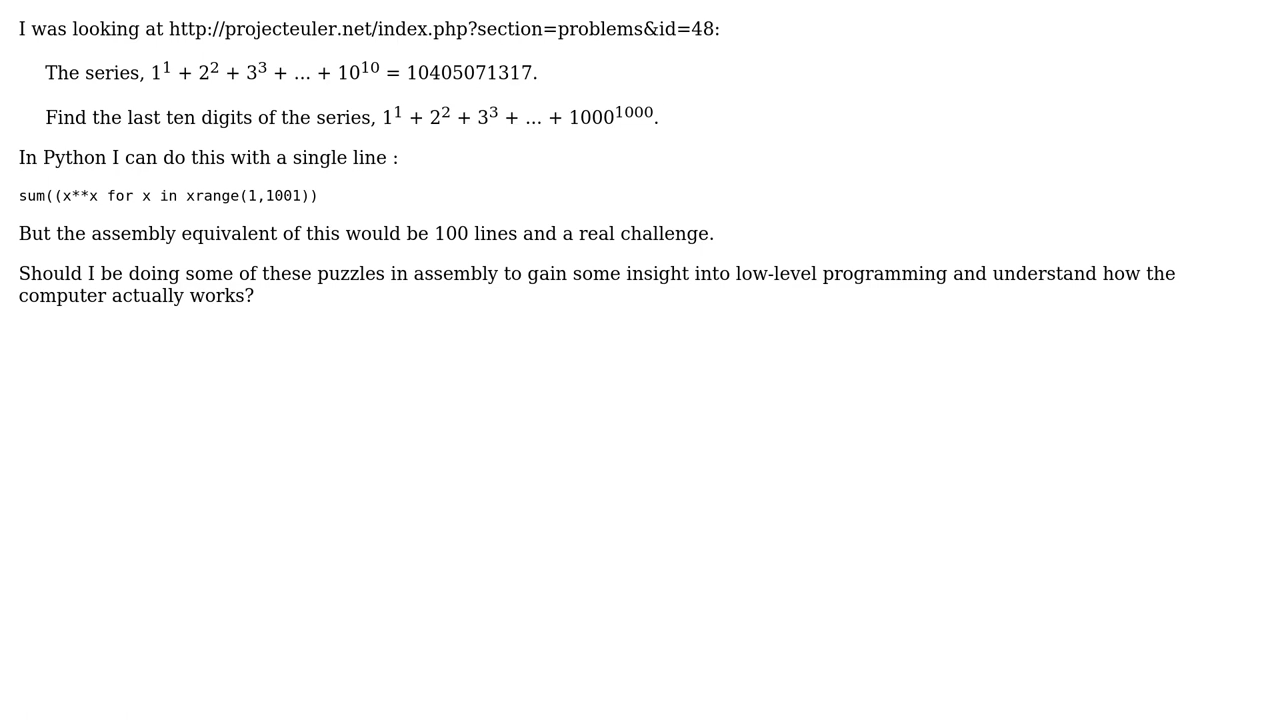 I was looking at http://projecteuler.net/index.php?section=problems&id=48:
The series, 1^1 + 2^2 + 3^3 + ... + 10^10 = 10405071317.
Find the last ten digits of the series, 1^1 + 2^2 + 3^3 + ... + 1000^1000.
In Python I can do this with a single line :
sum((x**x for x in xrange(1,1001))
But the assembly equivalent of this would be 100 lines and a real challenge.
Should I be doing some of these puzzles in assembly to gain some insight into low-level programming and understand how the
computer actually works?